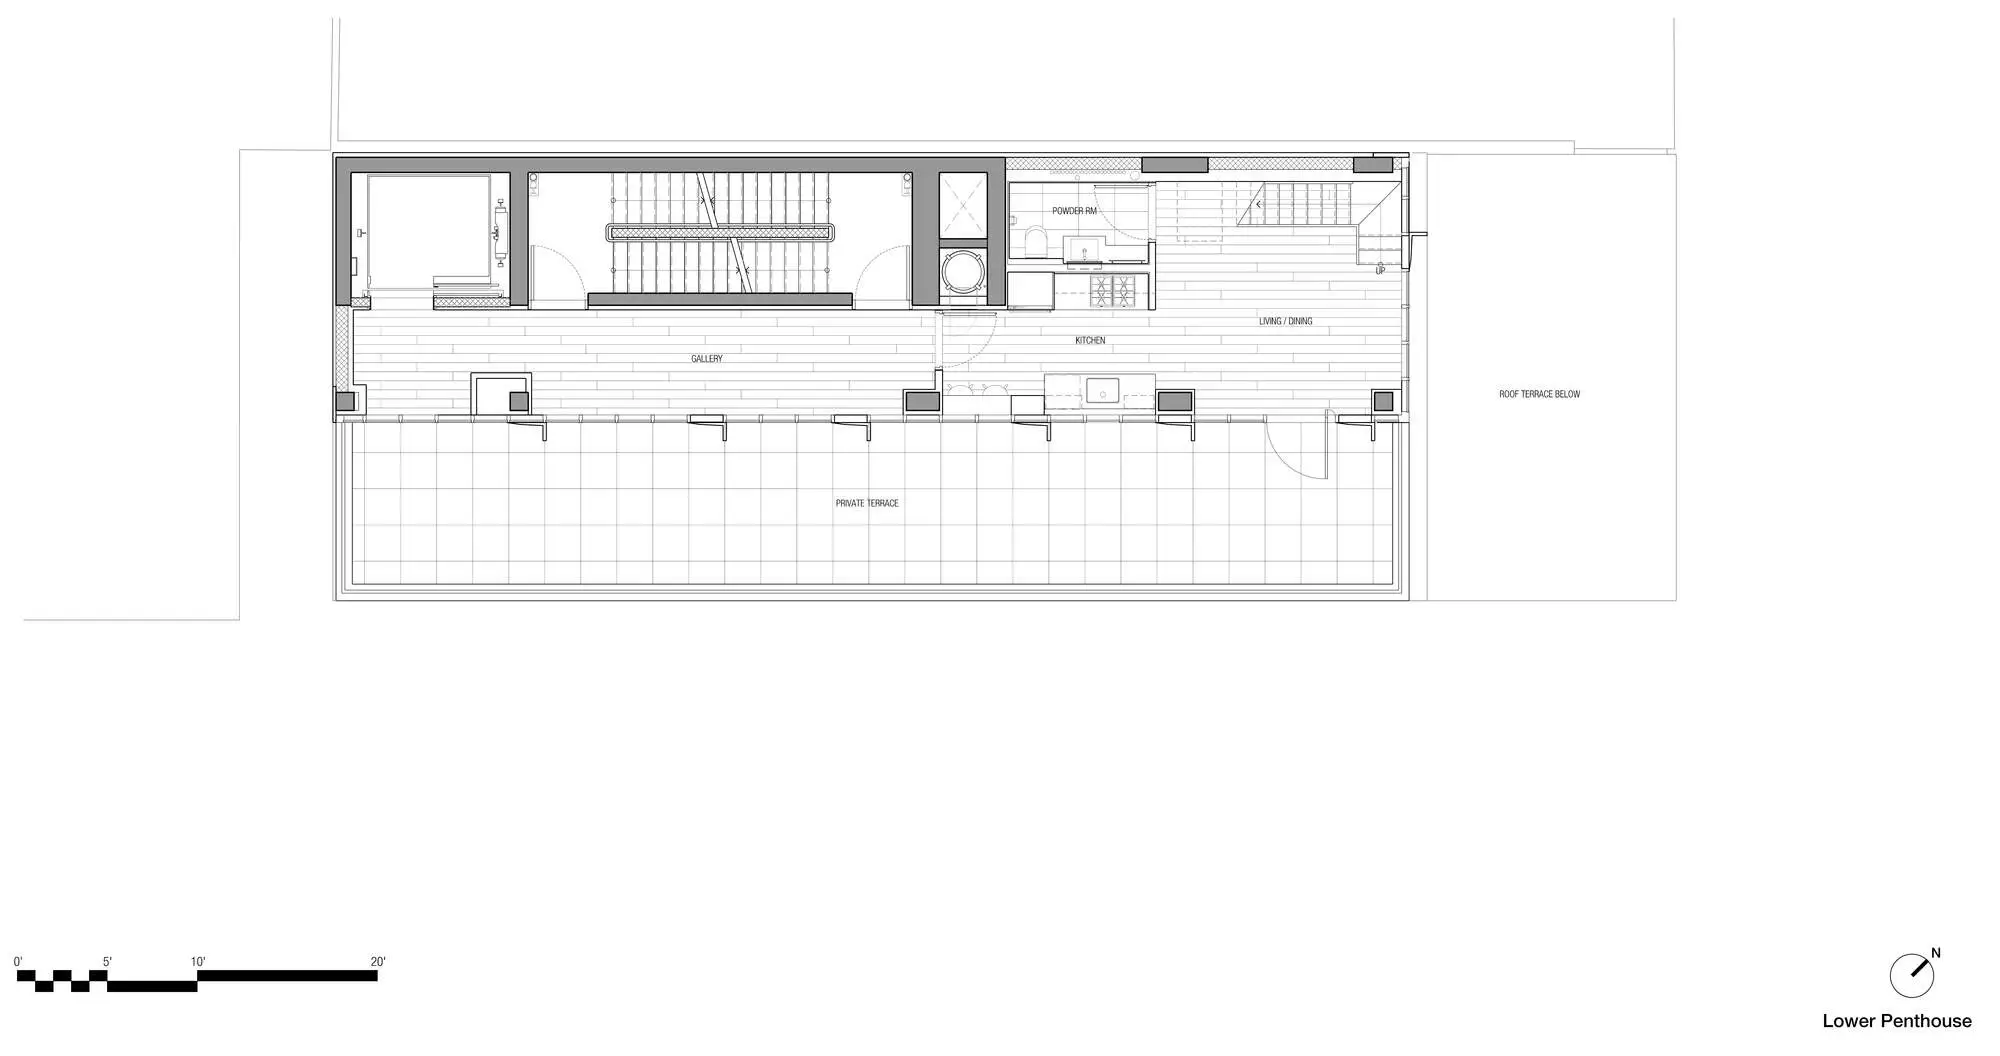 POWDER RM
UP
LIVING / DINING
KITCHEN
GALLERY
ROOF TERRACE BELOW
PRIVATE TERRACE
0' 5' 10' 20'
N
Lower Penthouse